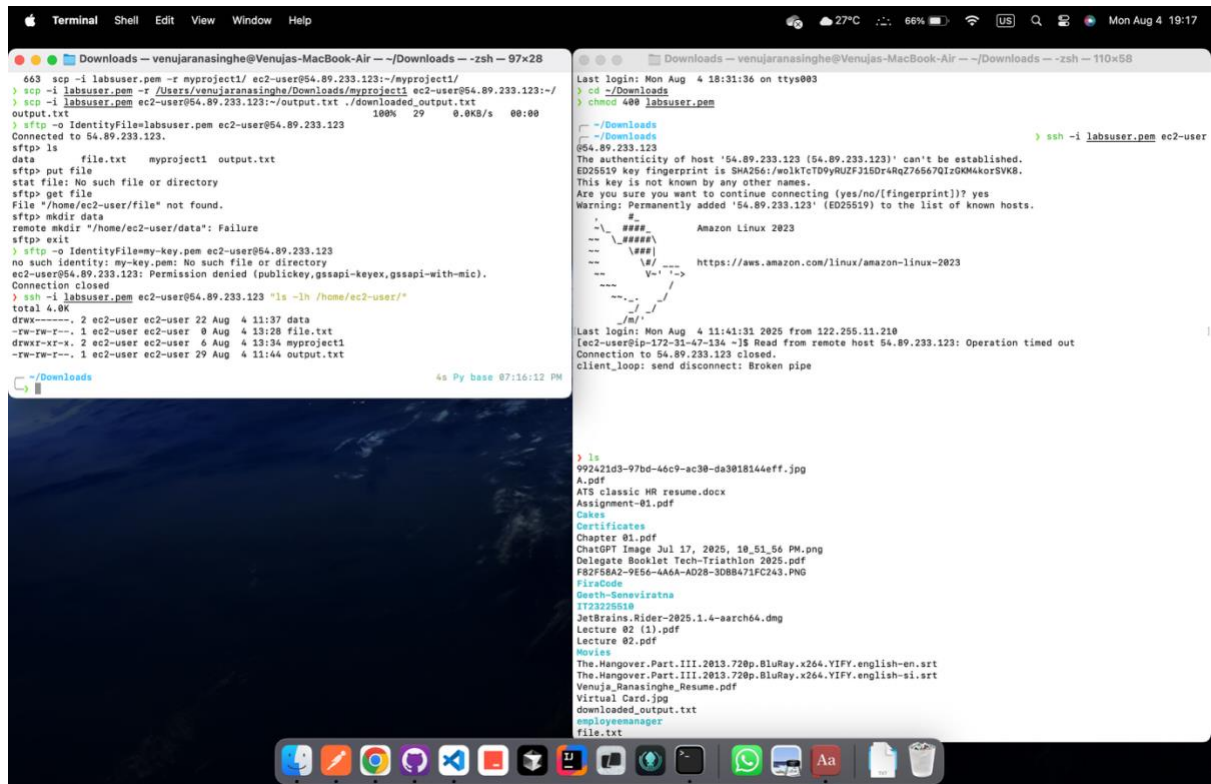 Terminal Shell Edit View Window Help
27°C 66% US Mon Aug 4 19:17
Downloads — venujaranasinghe@Venujas-MacBook-Air — ~/Downloads — -zsh — 97×28
663 scp -i labsuser.pem -r myproject1/ ec2-user@54.89.233.123:~/myproject1/
❯ scp -i labsuser.pem -r /Users/venujaranasinghe/Downloads/myproject1 ec2-user@54.89.233.123:~/
❯ scp -i labsuser.pem ec2-user@54.89.233.123:~/output.txt ./downloaded_output.txt
output.txt 100% 29 0.0KB/s 00:00
❯ sftp -o IdentityFile=labsuser.pem ec2-user@54.89.233.123
Connected to 54.89.233.123.
sftp> ls
data file.txt myproject1 output.txt
sftp> put file
stat file: No such file or directory
sftp> get file
File "/home/ec2-user/file" not found.
sftp> mkdir data
remote mkdir "/home/ec2-user/data": Failure
sftp> exit
❯ sftp -o IdentityFile=my-key.pem ec2-user@54.89.233.123
no such identity: my-key.pem: No such file or directory
ec2-user@54.89.233.123: Permission denied (publickey,gssapi-keyex,gssapi-with-mic).
Connection closed
❯ ssh -i labsuser.pem ec2-user@54.89.233.123 "ls -lh /home/ec2-user/*"
total 4.0K
drwx------. 2 ec2-user ec2-user 22 Aug 4 11:37 data
-rw-rw-r--. 1 ec2-user ec2-user 0 Aug 4 13:28 file.txt
drwxr-xr-x. 2 ec2-user ec2-user 6 Aug 4 13:34 myproject1
-rw-rw-r--. 1 ec2-user ec2-user 29 Aug 4 11:44 output.txt
~/Downloads 4s Py base 07:16:12 PM
Downloads — venujaranasinghe@Venujas-MacBook-Air — ~/Downloads — -zsh — 110×58
Last login: Mon Aug 4 18:31:36 on ttys003
❯ cd ~/Downloads
❯ chmod 400 labsuser.pem
~/Downloads
~/Downloads ❯ ssh -i labsuser.pem ec2-user
@54.89.233.123
The authenticity of host '54.89.233.123 (54.89.233.123)' can't be established.
ED25519 key fingerprint is SHA256:/wolkTcTD9yRUZFJ15Dr4RqZ76567QIzGKM4korSVK8.
This key is not known by any other names.
Are you sure you want to continue connecting (yes/no/[fingerprint])? yes
Warning: Permanently added '54.89.233.123' (ED25519) to the list of known hosts.
Amazon Linux 2023
https://aws.amazon.com/linux/amazon-linux-2023
Last login: Mon Aug 4 11:41:31 2025 from 122.255.11.210
[ec2-user@ip-172-31-47-134 ~]$ Read from remote host 54.89.233.123: Operation timed out
Connection to 54.89.233.123 closed.
client_loop: send disconnect: Broken pipe
❯ ls
992421d3-97bd-46c9-ac30-da3018144eff.jpg
A.pdf
ATS classic HR resume.docx
Assignment-01.pdf
Cakes
Certificates
Chapter 01.pdf
ChatGPT Image Jul 17, 2025, 10_51_56 PM.png
Delegate Booklet Tech-Triathlon 2025.pdf
F82F58A2-9E56-4A6A-AD28-3DBB471FC243.PNG
FiraCode
Geeth-Seneviratna
IT23225510
JetBrains.Rider-2025.1.4-aarch64.dmg
Lecture 02 (1).pdf
Lecture 02.pdf
Movies
The.Hangover.Part.III.2013.720p.BluRay.x264.YIFY.english-en.srt
The.Hangover.Part.III.2013.720p.BluRay.x264.YIFY.english-si.srt
Venuja_Ranasinghe_Resume.pdf
Virtual Card.jpg
downloaded_output.txt
employeemanager
file.txt
IJ
Aa